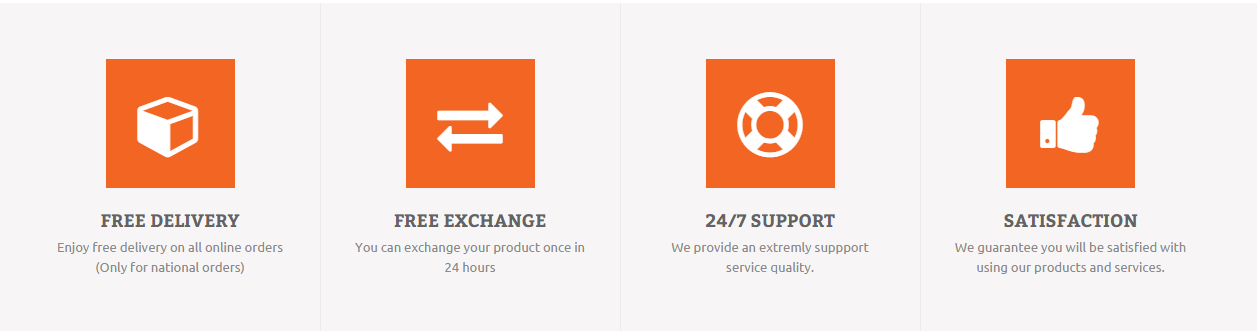 FREE DELIVERY
Enjoy free delivery on all online orders
(Only for national orders)
FREE EXCHANGE
You can exchange your product once in
24 hours
24/7 SUPPORT
We provide an extremly suppport
service quality.
SATISFACTION
We guarantee you will be satisfied with
using our products and services.